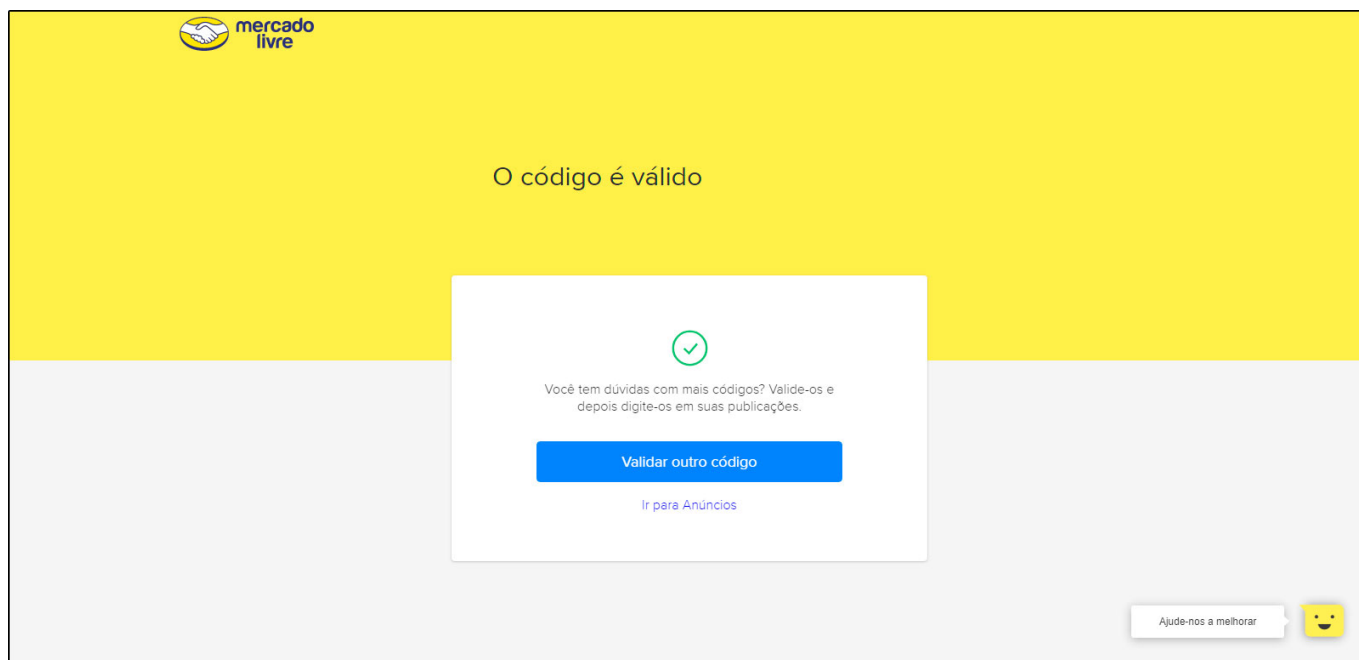 mercado
livre
O código é válido
Você tem dúvidas com mais códigos? Valide-os e
depois digite-os em suas publicações.
Validar outro código
Ir para Anúncios
Ajude-nos a melhorar